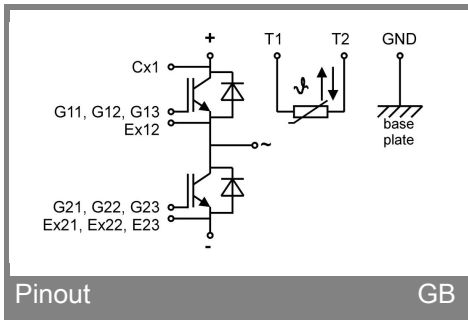 +
T1 T2 GND
Cx1
ϑ
G11, G12, G13
Ex12
base
plate
~
G21, G22, G23
Ex21, Ex22, E23
-
Pinout GB